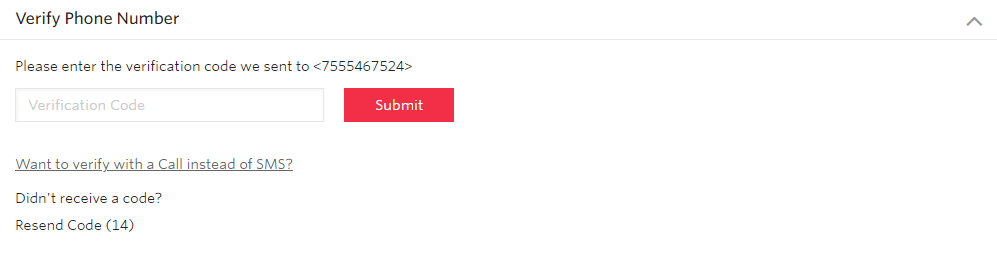 Verify Phone Number
Please enter the verification code we sent to <7555467524>
Verification Code
Submit
Want to verify with a Call instead of SMS?
Didn't receive a code?
Resend Code (14)